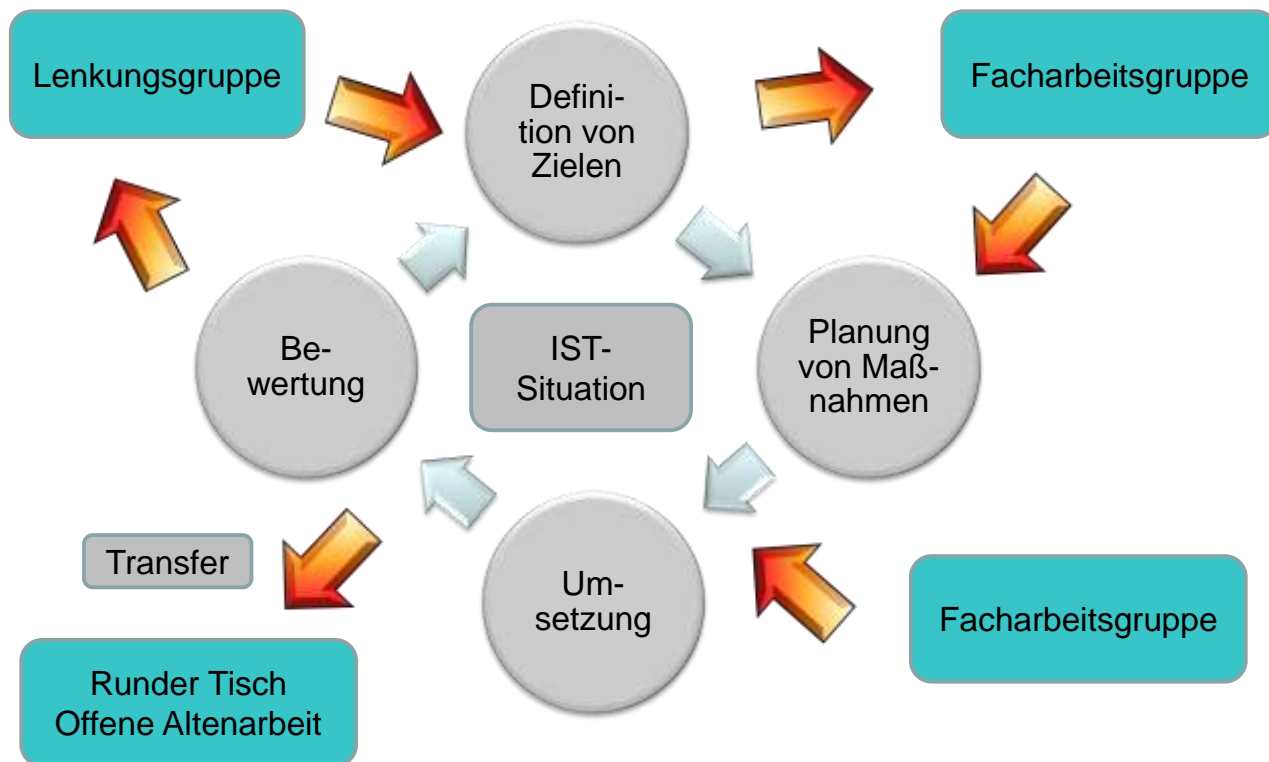 Lenkungsgruppe
Defini-
tion von
Zielen
Facharbeitsgruppe
Be-
wertung
IST-
Situation
Planung
von Maß-
nahmen
Transfer
Um-
setzung
Facharbeitsgruppe
Runder Tisch
Offene Altenarbeit